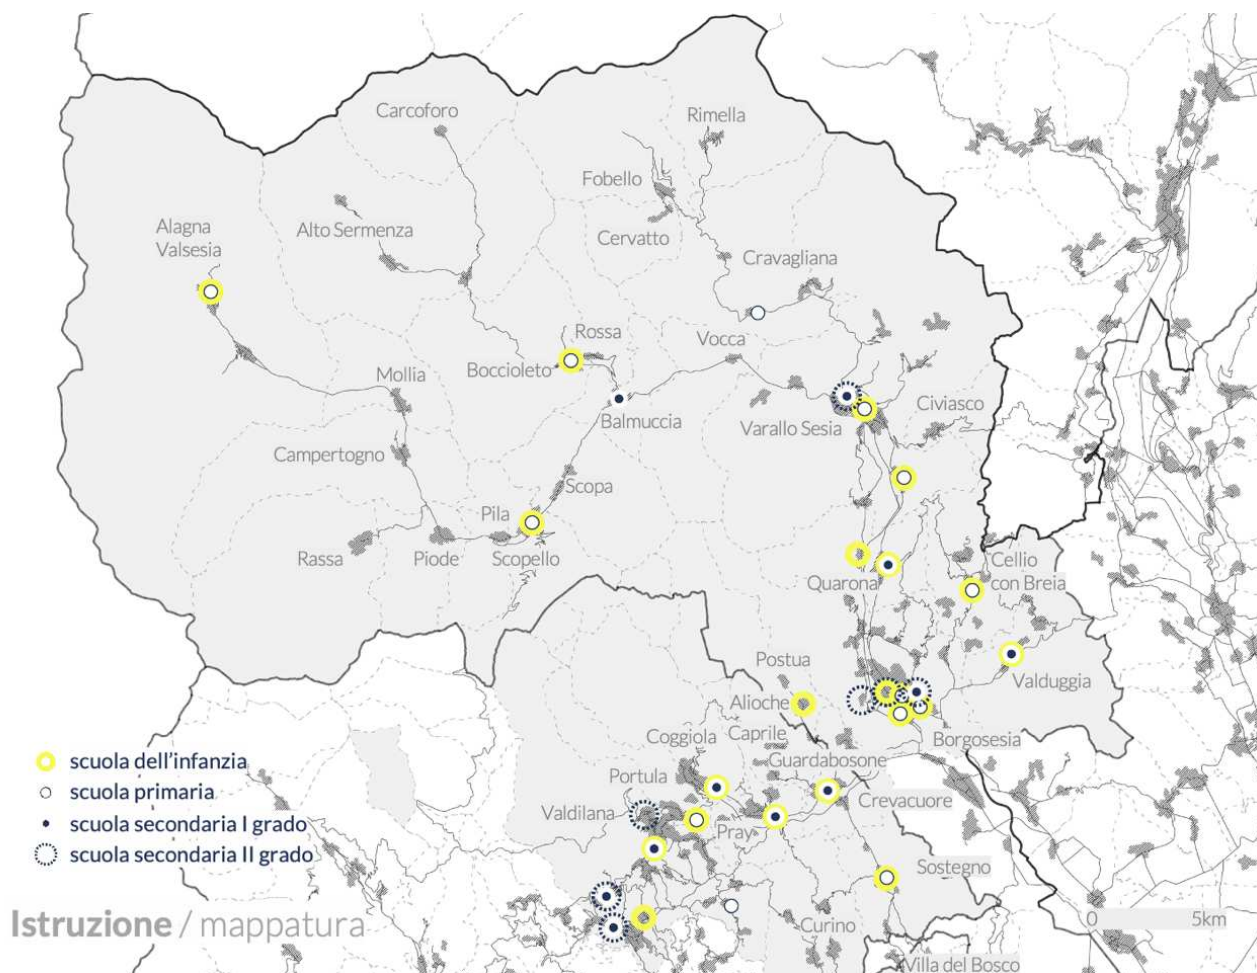 Carcoforo
Rimella
Fobello
Alagna
Valsesia
Alto Sermenza
Cervatto
Cravagliana
Rossa
Vocca
Boccioleto
Mollia
Balmuccia
Varallo Sesia
Civiasco
Campertogno
Scopa
Pila
Rassa
Piode
Scopello
Quarona
Cellio
con Breia
Postua
Valduggia
Alioche
Coggiola
Caprile
Borgosesia
Guardabosone
Portula
Crevacuore
Valdilana
Pray
Sostegno
Curino
Villa del Bosco
scuola dell'infanzia
scuola primaria
scuola secondaria I grado
scuola secondaria II grado
Istruzione / mappatura
0 5km